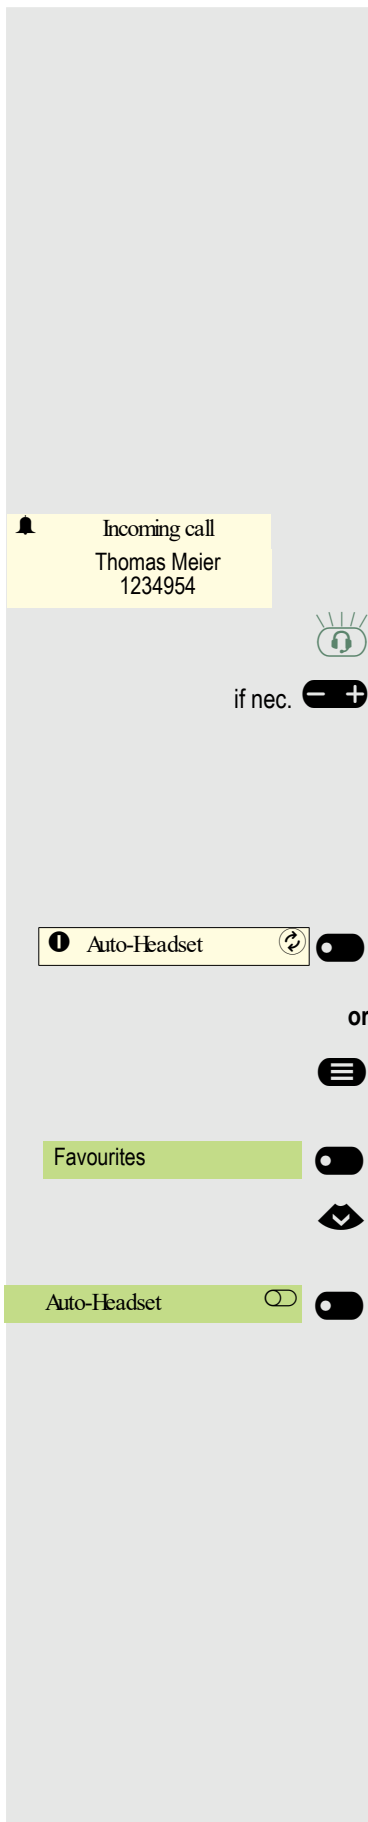 Incoming call
Thomas Meier
1234954
if nec.
Auto-Headset
or
Favourites
Auto-Headset